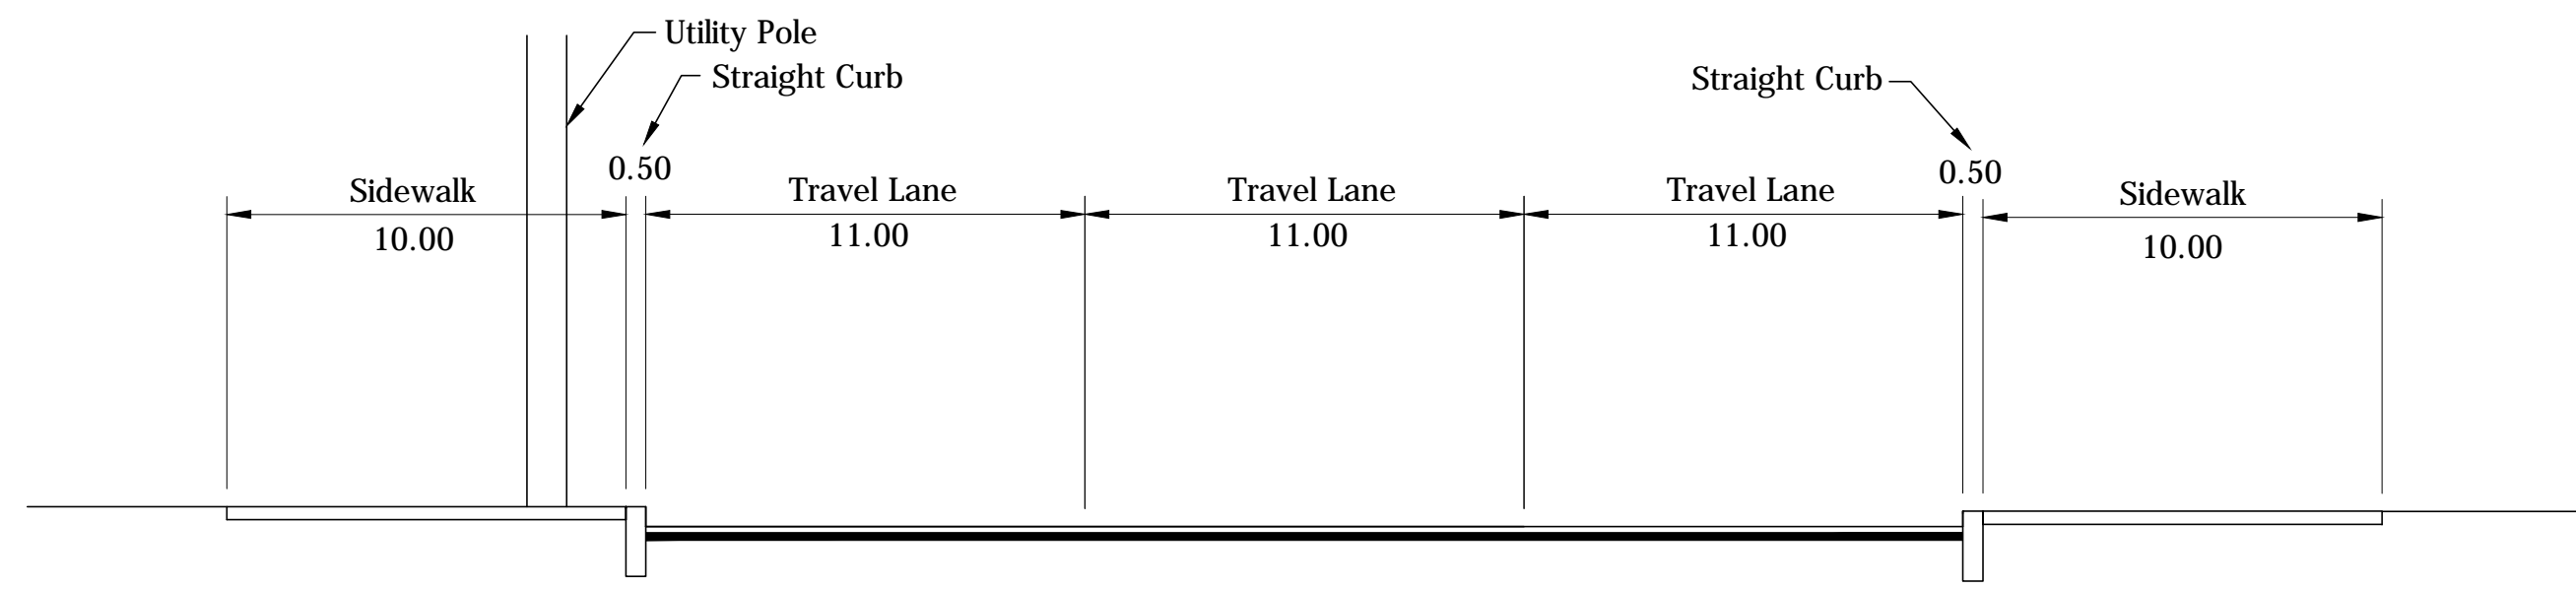 Utility Pole
Straight Curb
Straight Curb
0.50
0.50
Sidewalk
Travel Lane
Travel Lane
Travel Lane
Sidewalk
10.00
11.00
11.00
11.00
10.00